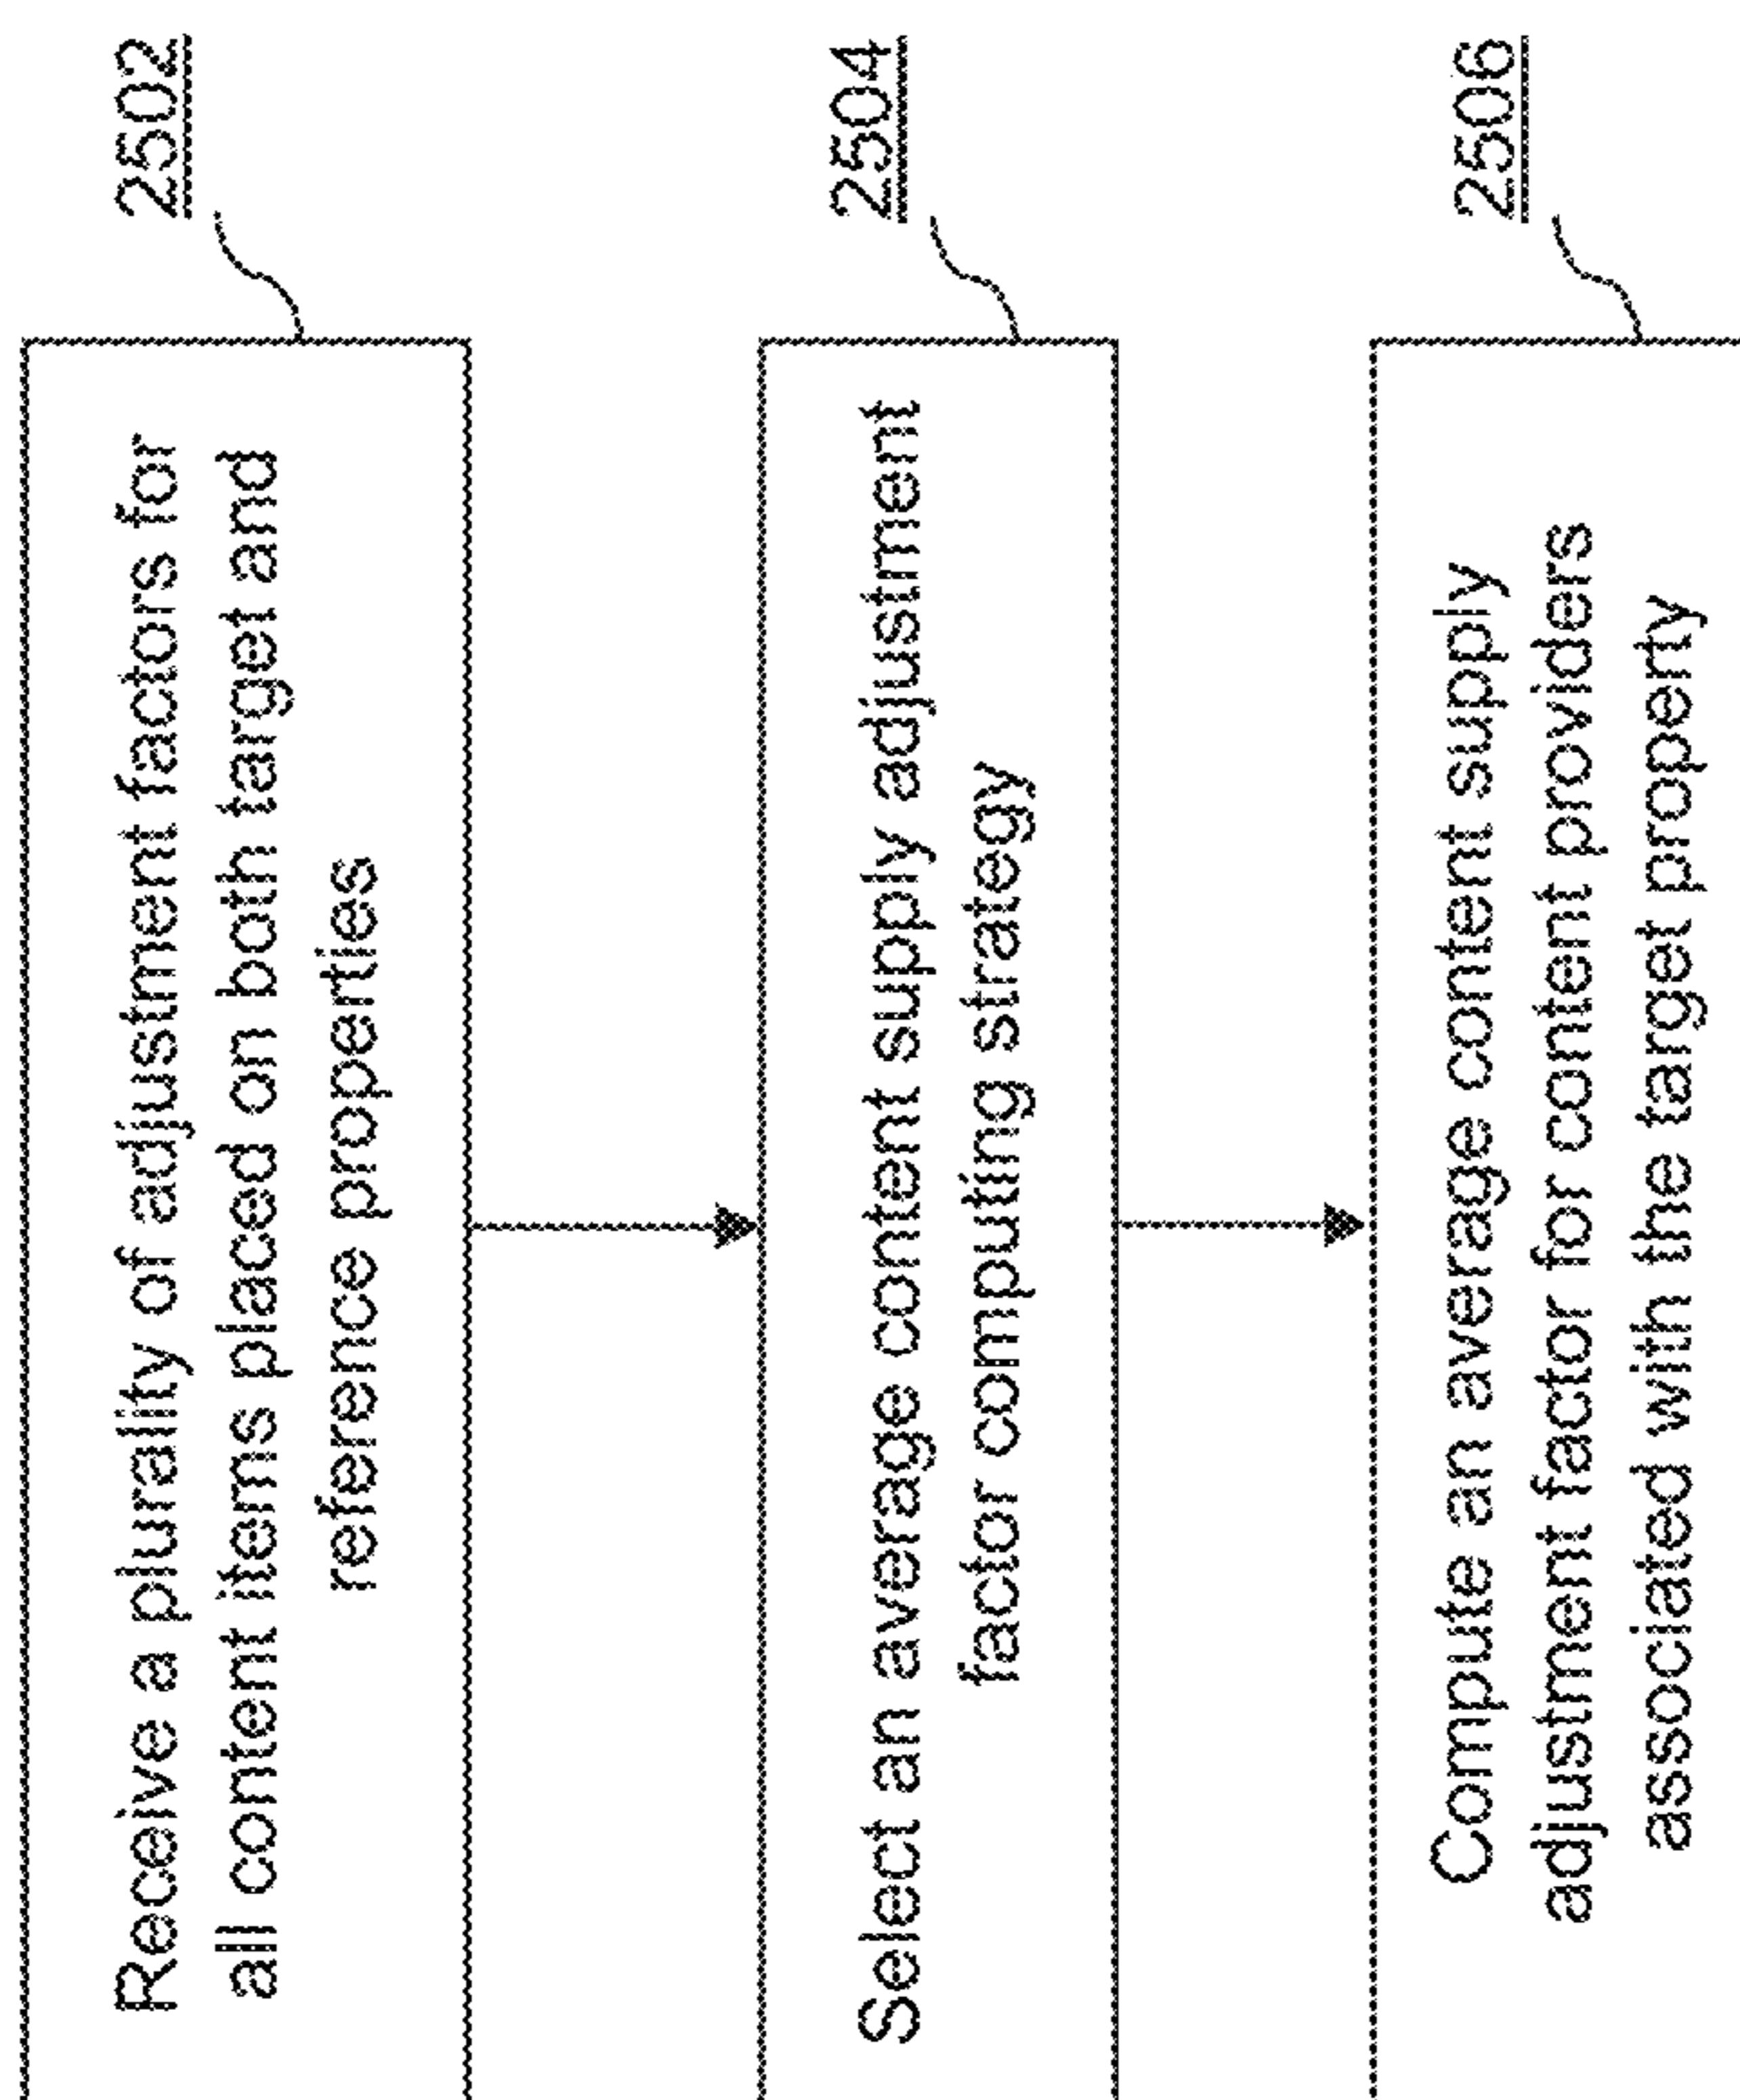 2502
Receive a plurality of adjustment factors for
all content items placed on both target and
reference properties
2504
Select an average content supply adjustment
factor computing strategy
2506
Compute an average content supply
adjustment factor for content providers
associated with the target property